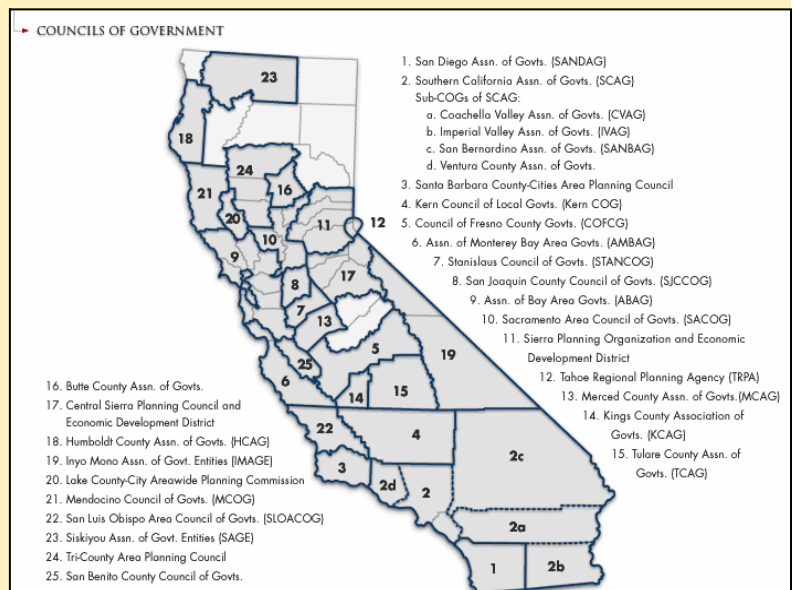 COUNCILS OF GOVERNMENT
1. San Diego Assn. of Govts. (SANDAG)
2. Southern California Assn. of Govts. (SCAG)
Sub-COGs of SCAG:
a. Coachella Valley Assn. of Govts. (CVAG)
b. Imperial Valley Assn. of Govts. (IVAG)
c. San Bernardino Assn. of Govts. (SANBAG)
d. Ventura County Assn. of Govts.
3. Santa Barbara County-Cities Area Planning Council
4. Kern Council of Local Govts. (Kern COG)
5. Council of Fresno County Govts. (COFCG)
6. Assn. of Monterey Bay Area Govts. (AMBAG)
7. Stanislaus Council of Govts. (STANCOG)
8. San Joaquin County Council of Govts. (SJCCOG)
9. Assn. of Bay Area Govts. (ABAG)
10. Sacramento Area Council of Govts. (SACOG)
11. Sierra Planning Organization and Economic
Development District
12. Tahoe Regional Planning Agency (TRPA)
13. Merced County Assn. of Govts.(MCAG)
14. Kings County Association of
Govts. (KCAG)
15. Tulare County Assn. of
Govts. (TCAG)
16. Butte County Assn. of Govts.
17. Central Sierra Planning Council and
Economic Development District
18. Humboldt County Assn. of Govts. (HCAG)
19. Inyo Mono Assn. of Govt. Entities (IMAGE)
20. Lake County-City Areawide Planning Commission
21. Mendocino Council of Govts. (MCOG)
22. San Luis Obispo Area Council of Govts. (SLOACOG)
23. Siskiyou Assn. of Govt. Entities (SAGE)
24. Tri-County Area Planning Council
25. San Benito County Council of Govts.
23
18
24
16
21
20
11
12
10
9
17
8
7
13
5
19
25
6
14
15
22
4
2c
3
2d
2
2a
1
2b